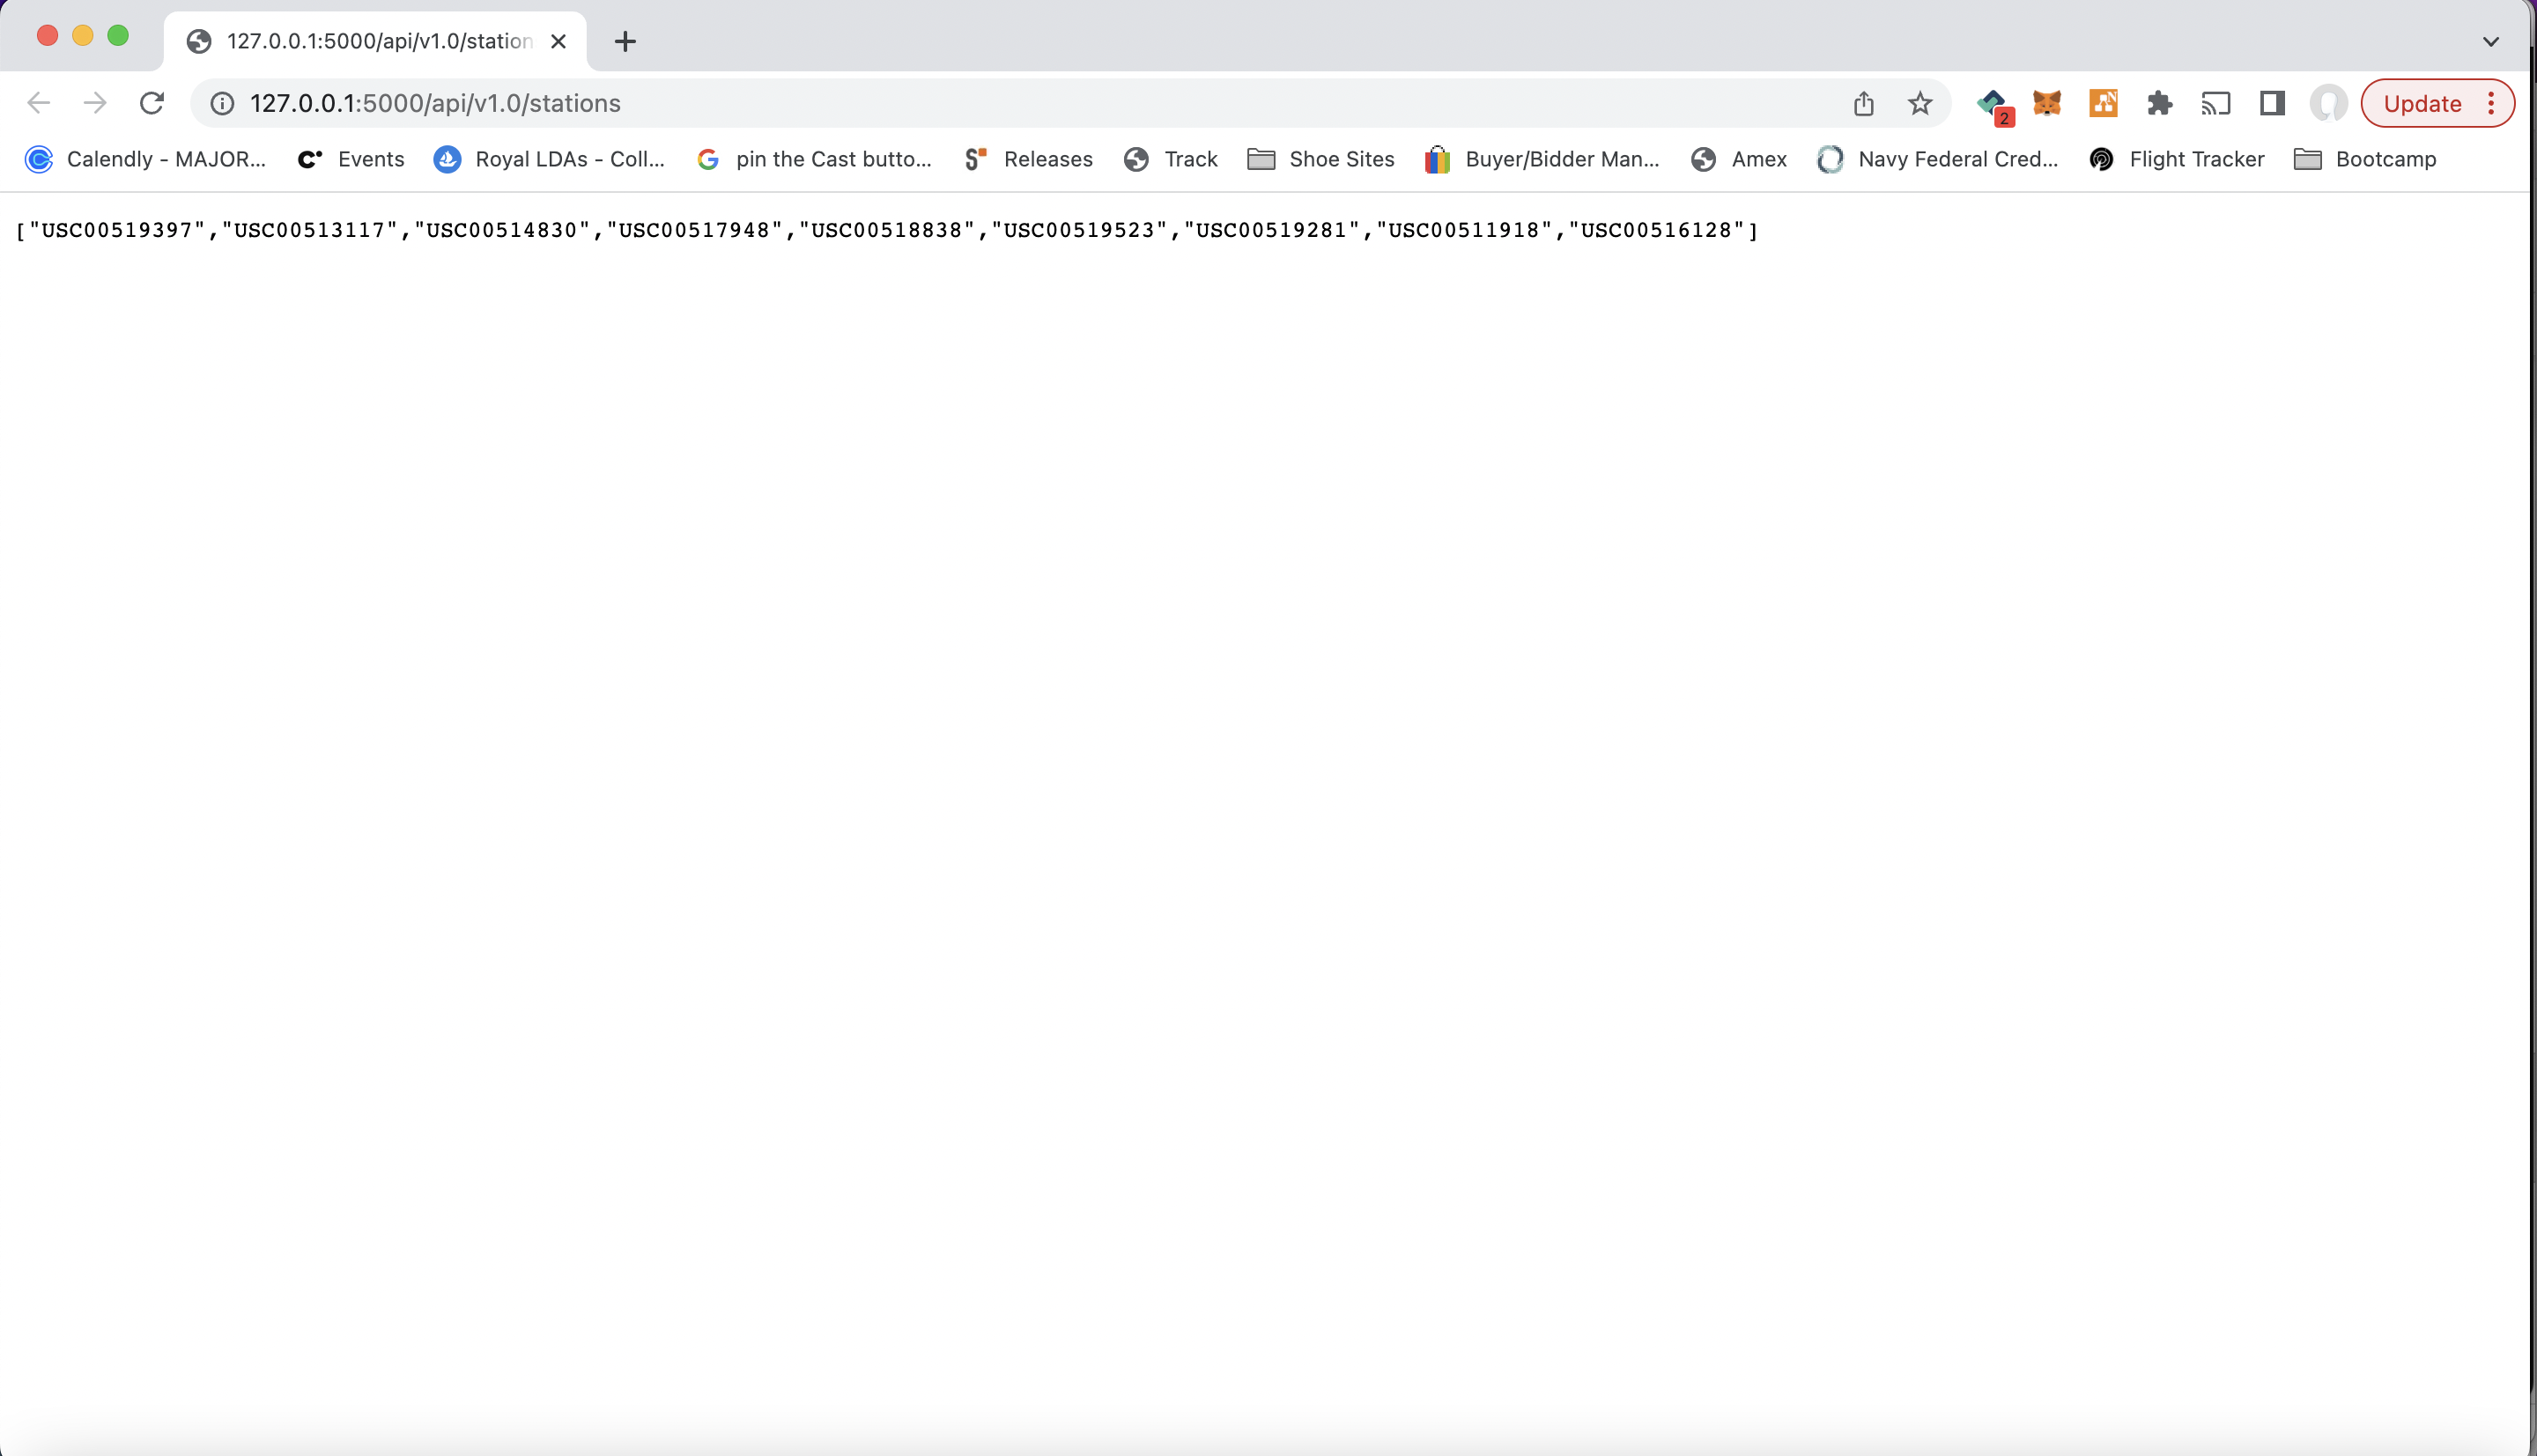 127.0.0.1:5000/api/v1.0/station
127.0.0.1:5000/api/v1.0/stations
2
N
Update
Calendly - MAJOR... Events Royal LDAs - Coll... pin the Cast butto... Releases Track Shoe Sites Buyer/Bidder Man... Amex Navy Federal Cred... Flight Tracker Bootcamp
["USC00519397","USC00513117","USC00514830","USC00517948","USC00518838","USC00519523","USC00519281","USC00511918","USC00516128"]